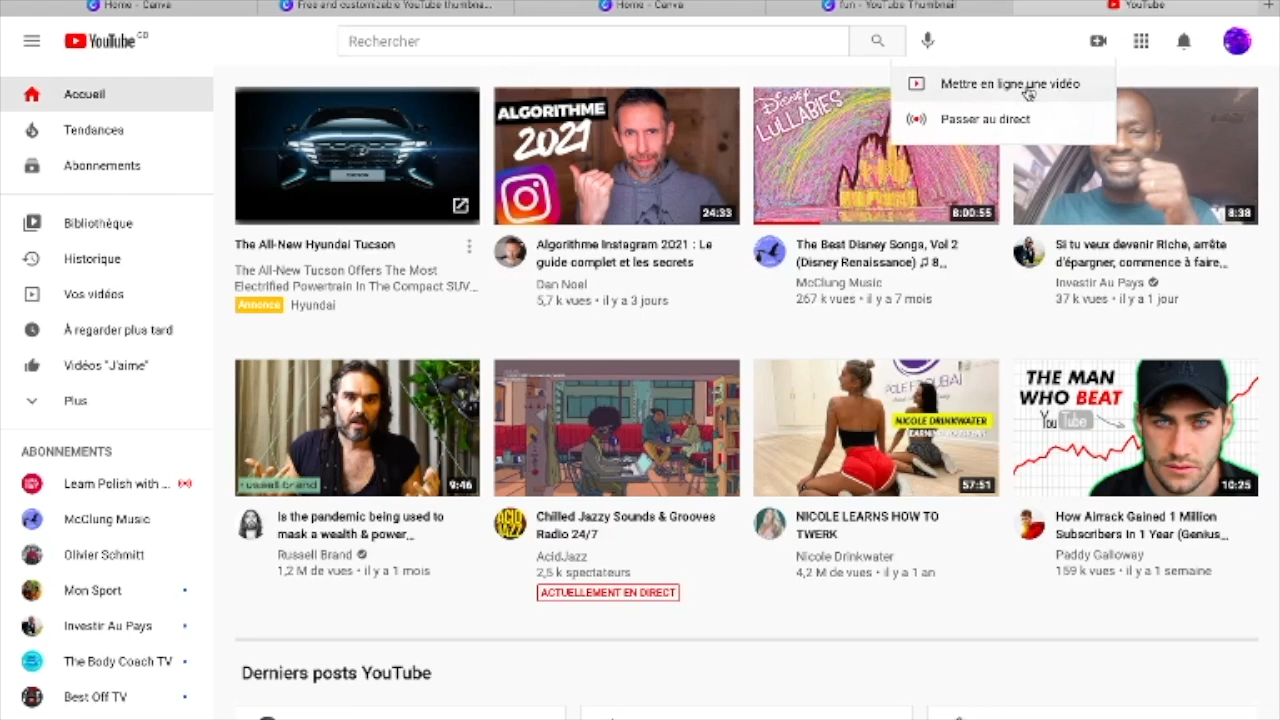 Home - Canva
Free and customizable YouTube thumbna...
Home - Canva
fun - YouTube Thumbnail
YouTube
YouTube
Rechercher
Accueil
Tendances
Abonnements
Bibliothèque
Historique
Vos vidéos
À regarder plus tard
Vidéos "J'aime"
Plus
ABONNEMENTS
Learn Polish with ...
McClung Music
Olivier Schmitt
Mon Sport
Investir Au Pays
The Body Coach TV
Best Off TV
Mettre en ligne une vidéo
Passer au direct
TUCSON
The All-New Hyundai Tucson
The All-New Tucson Offers The Most
Electrified Powertrain In The Compact SUV...
Annonce Hyundai
ALGORITHME
2021
24:33
Algorithme Instagram 2021 : Le
guide complet et les secrets
Dan Noel
5,7 k vues • il y a 3 jours
Disney
LULLABIES
8:00:55
The Best Disney Songs, Vol 2
(Disney Renaissance) ♫ 8...
McClung Music
267 k vues • il y a 7 mois
8:38
Si tu veux devenir Riche, arrête
d'épargner, commence à faire...
Investir Au Pays
37 k vues • il y a 1 jour
russell brand
9:46
Is the pandemic being used to
mask a wealth & power...
Russell Brand
1,2 M de vues • il y a 1 mois
ACID
JAZZ
Chilled Jazzy Sounds & Grooves
Radio 24/7
AcidJazz
2,5 k spectateurs
ACTUELLEMENT EN DIRECT
NICOLE DRINKWATER
57:51
NICOLE LEARNS HOW TO
TWERK
Nicole Drinkwater
4,2 M de vues • il y a 1 an
THE MAN
WHO BEAT
You Tube
10:25
How Airrack Gained 1 Million
Subscribers In 1 Year (Genius...
Paddy Galloway
159 k vues • il y a 1 semaine
Derniers posts YouTube